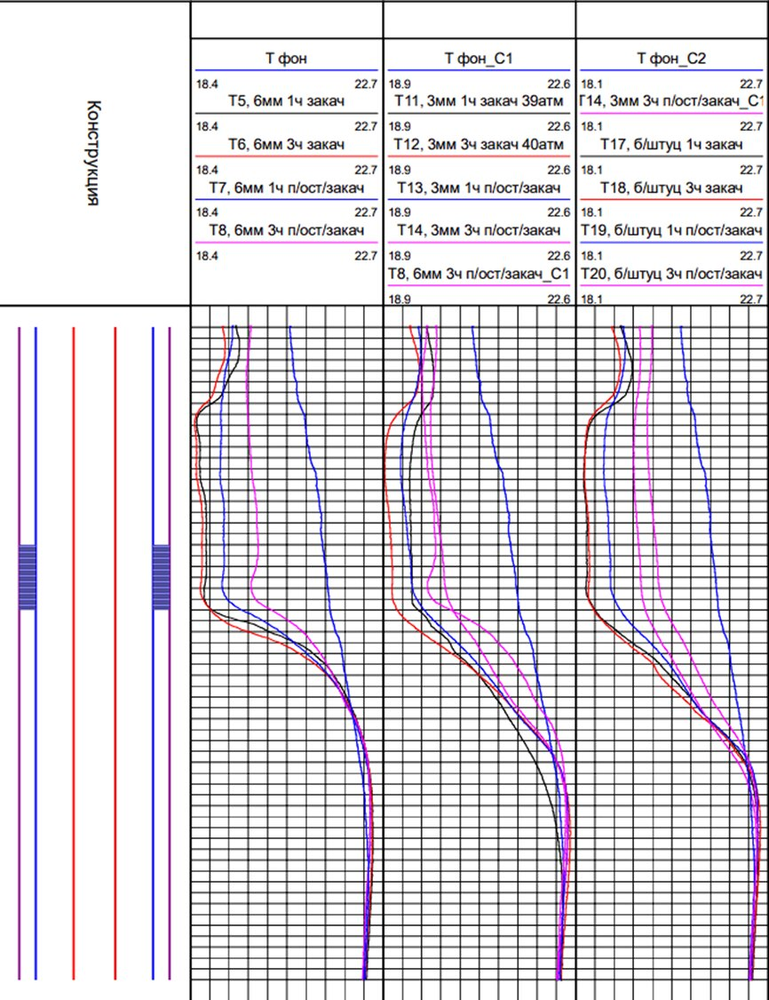 Конструкция
Т фон
18.4 22.7
Т5, 6мм 1ч закач
18.4 22.7
Т6, 6мм 3ч закач
18.4 22.7
Т7, 6мм 1ч п/ост/закач
18.4 22.7
Т8, 6мм 3ч п/ост/закач
18.4 22.7
Т фон_С1
18.9 22.6
Т11, 3мм 1ч закач 39атм
18.9 22.6
Т12, 3мм 3ч закач 40атм
18.9 22.6
Т13, 3мм 1ч п/ост/закач
18.9 22.6
Т14, 3мм 3ч п/ост/закач
18.9 22.6
Т8, 6мм 3ч п/ост/закач_С1
18.9 22.6
Т фон_С2
18.1 22.7
Т14, 3мм 3ч п/ост/закач_С1
18.1 22.7
Т17, б/штуц 1ч закач
18.1 22.7
Т18, б/штуц 3ч закач
18.1 22.7
Т19, б/штуц 1ч п/ост/закач
18.1 22.7
Т20, б/штуц 3ч п/ост/закач
18.1 22.7